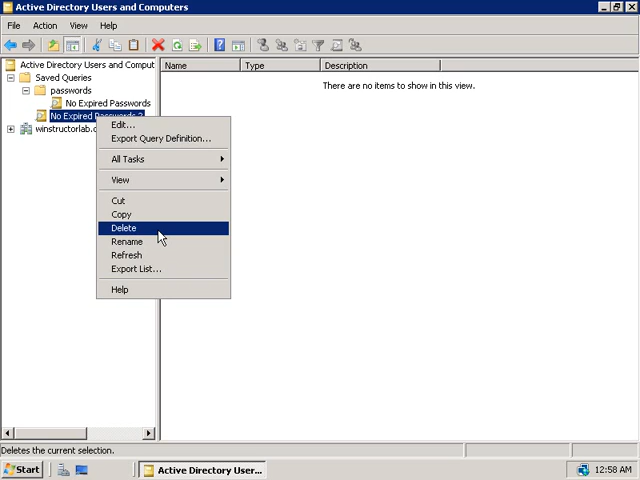 Active Directory Users and Computers
File Action View Help
Active Directory Users and Comput
Saved Queries
passwords
No Expired Passwords
No Expired Passwords 2
winstructorlab.c
Name Type Description
There are no items to show in this view.
Edit...
Export Query Definition...
All Tasks
View
Cut
Copy
Delete
Rename
Refresh
Export List...
Help
Deletes the current selection.
Start
Active Directory User...
12:58 AM